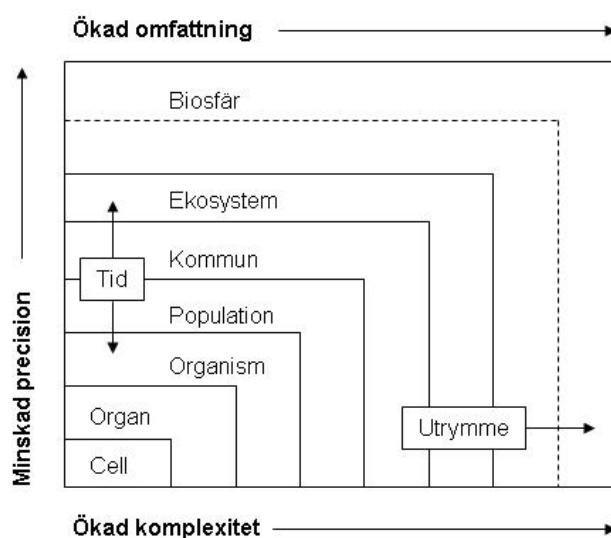 Ökad omfattning
Biosfär
Ekosystem
Tid
Kommun
Population
Organism
Organ
Utrymme
Cell
Minskad precision
Ökad komplexitet